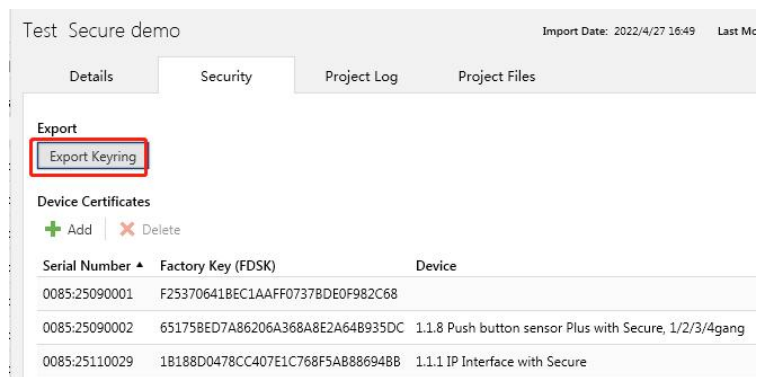 Test Secure demo Import Date: 2022/4/27 16:49 Last Mo
Details Security Project Log Project Files
Export
Export Keyring
Device Certificates
Add Delete
Serial Number Factory Key (FDSK) Device
0085:25090001 F25370641BEC1AAFF0737BDE0F982C68
0085:25090002 65175BED7A86206A368A8E2A64B935DC 1.1.8 Push button sensor Plus with Secure, 1/2/3/4gang
0085:25110029 1B188D0478CC407E1C768F5AB88694BB 1.1.1 IP Interface with Secure